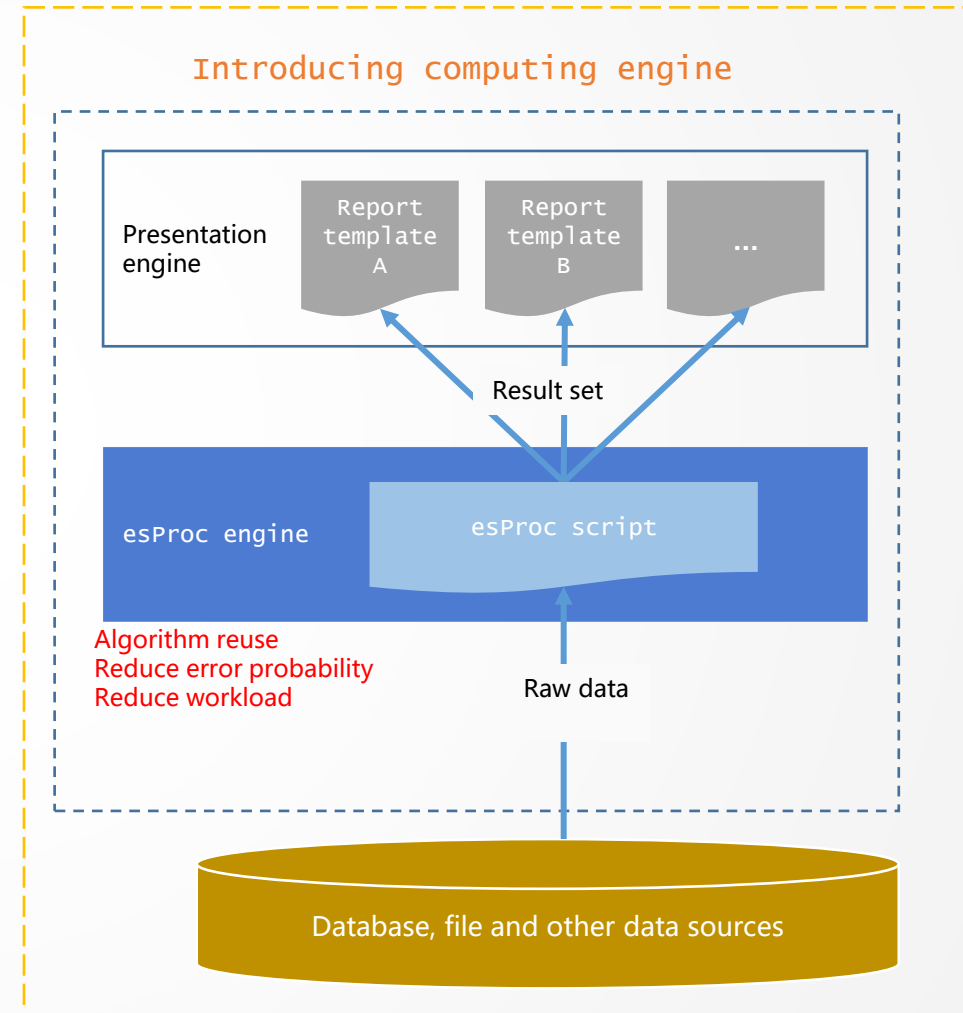 Introducing computing engine
Presentation
engine
Report
template
A
Report
template
B
...
Result set
esProc engine
esProc script
Algorithm reuse
Reduce error probability
Reduce workload
Raw data
Database, file and other data sources